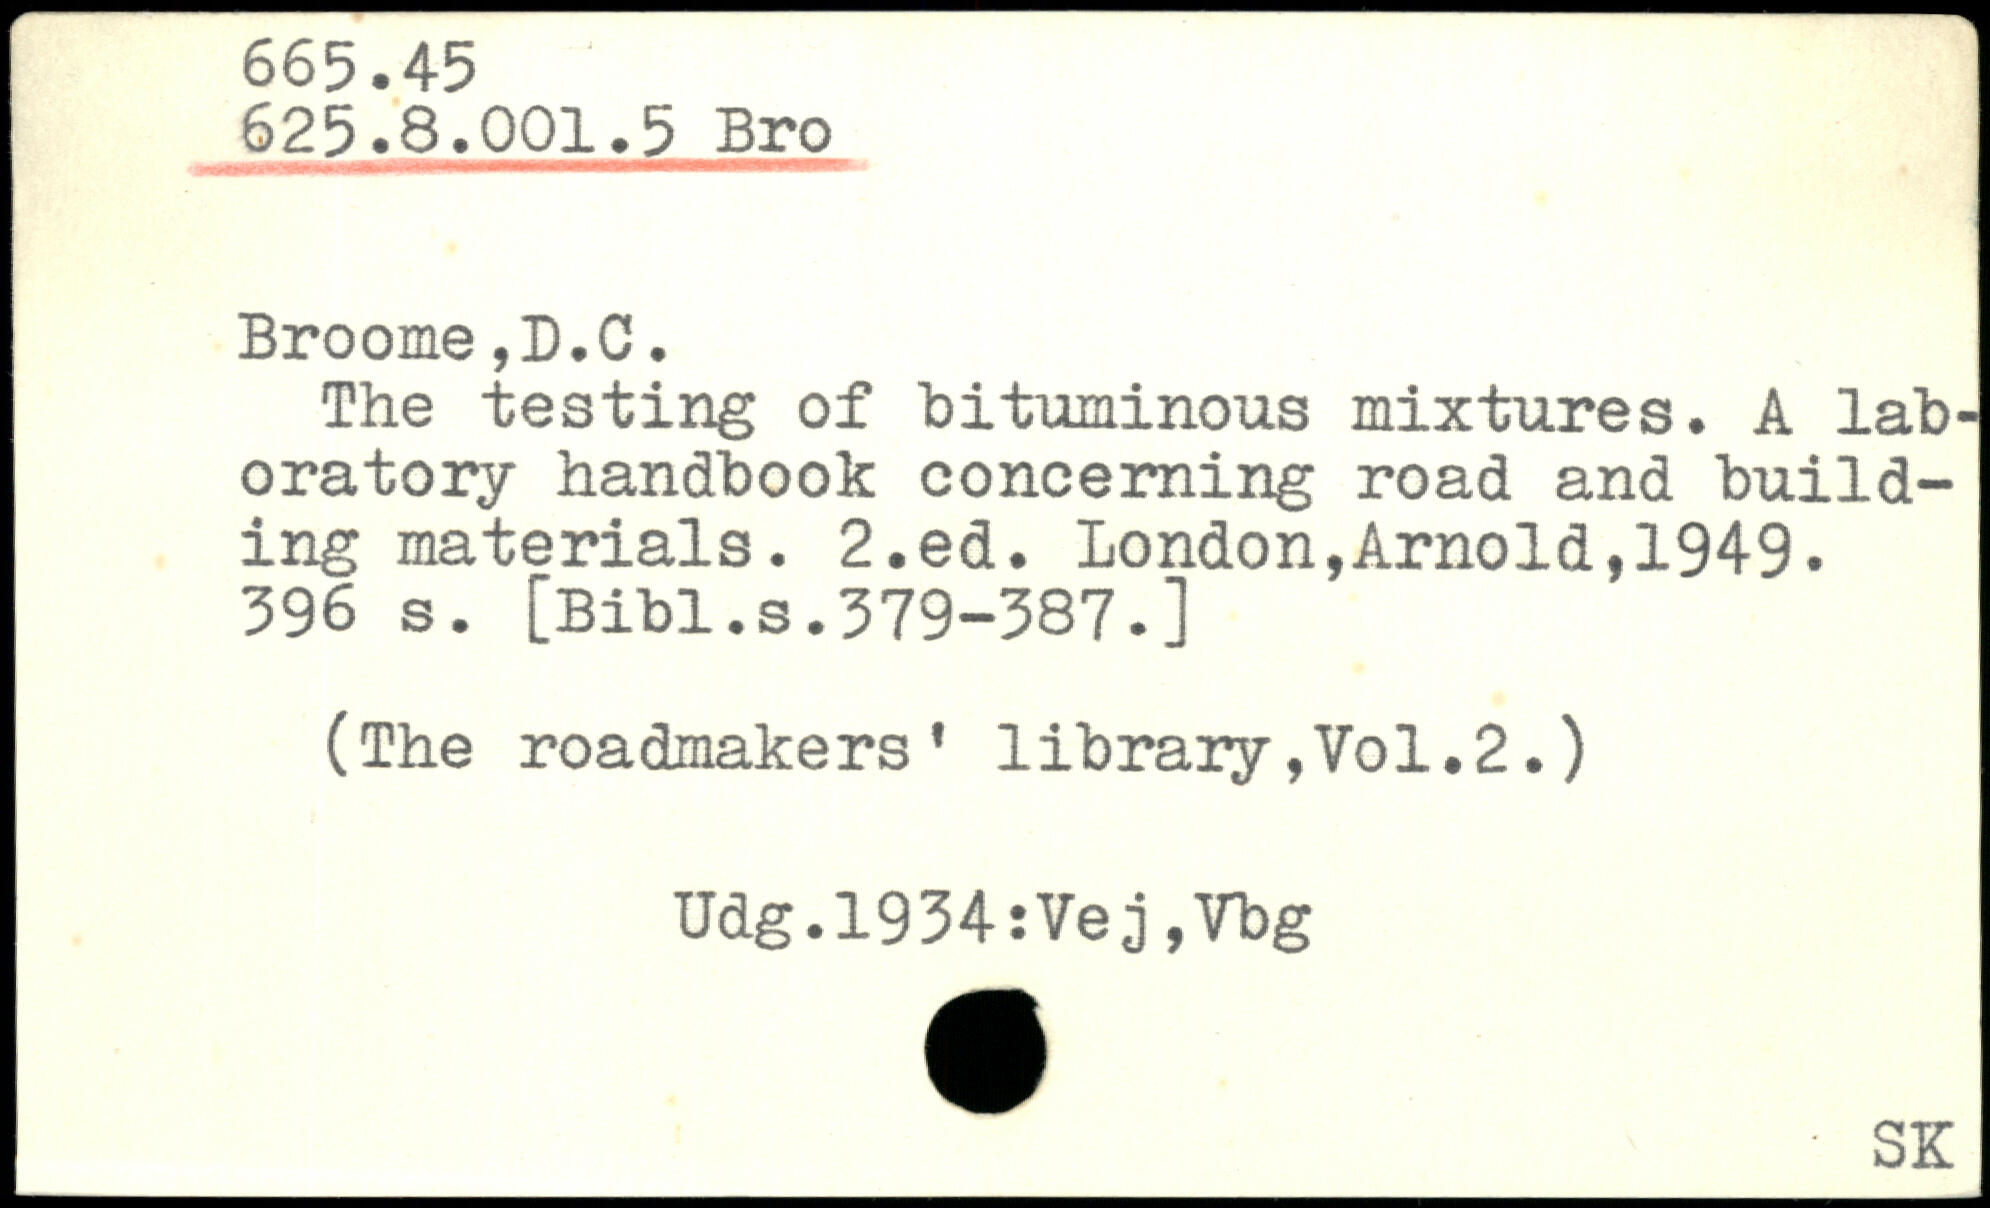 665.45
625.8.001.5 Bro
Broome,D.C.
The testing of bituminous mixtures. A lab-
oratory handbook concerning road and build-
ing materials. 2.ed. London,Arnold,1949.
396 s. [Bibl.s.379-387.]
(The roadmakers' library,Vol.2.)
Udg.1934:Vej,Vbg
SK